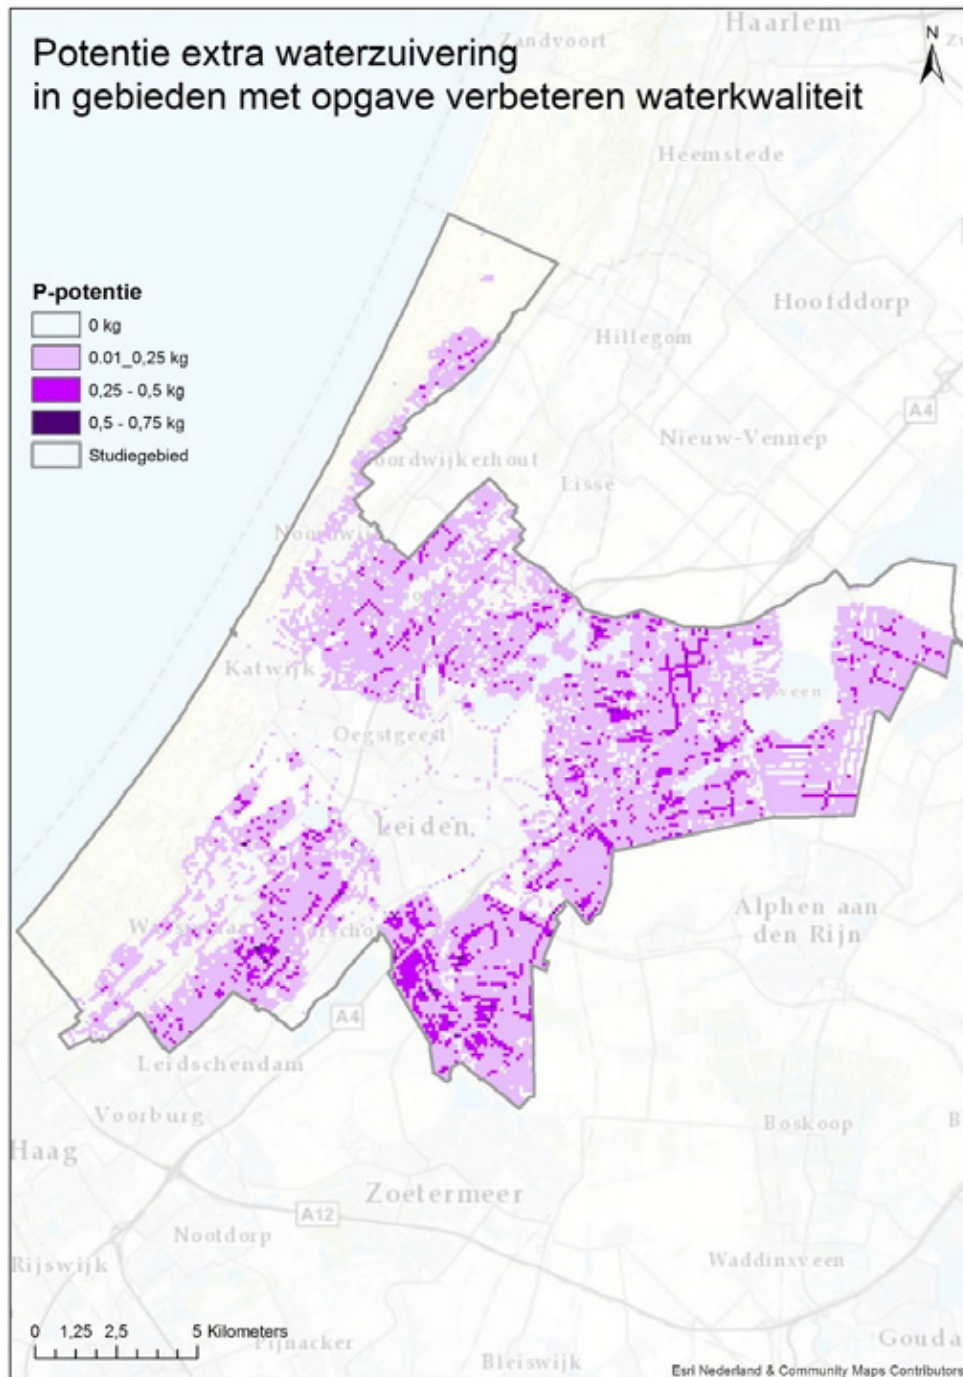 Potentie extra waterzuivering
in gebieden met opgave verbeteren waterkwaliteit
N
Zandvoort
Haarlem
Heemstede
P-potentie
0 kg
0.01_0,25 kg
0,25 - 0,5 kg
0,5 - 0,75 kg
Studiegebied
Hoofddorp
Hillegom
A4
Nieuw-Vennep
oordwijkerhout
Lisse
Noordwij
Katwijk
veen
Oegstgeest
Leiden
Alphen aan
den Rijn
A4
Leidschendam
Voorburg
Boskoop
Haag
Zoetermeer
A12
Nootdorp
Rijswijk
Waddinxveen
0 1,25 2,5 5 Kilometers
Pijnacker
Gouda
Bleiswijk
Esri Nederland & Community Maps Contributors